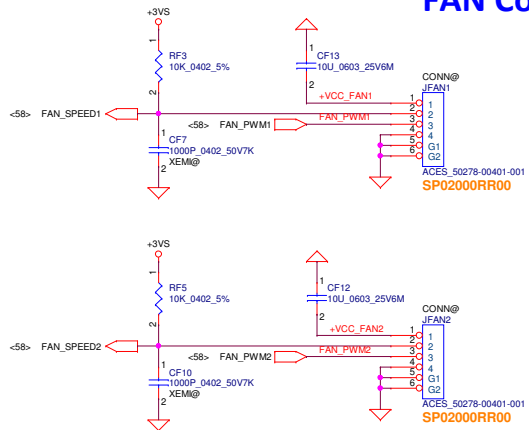 FAN Co
+3VS
1
RF3
10K_0402_5%
2
1
CF13
10U_0603_25V6M
2
+VCC_FAN1
CONN@
JFAN1
<58> FAN_SPEED1
<58> FAN_PWM1
FAN_PWM1
1
CF7
1000P_0402_50V7K
XEMI@
2
1 1
2 2
3 3
4 4
5 G1
6 G2
ACES_50278-00401-001
SP02000RR00
+3VS
1
RF5
10K_0402_5%
2
1
CF12
10U_0603_25V6M
2
+VCC_FAN2
CONN@
JFAN2
<58> FAN_SPEED2
<58> FAN_PWM2
FAN_PWM2
1
CF10
1000P_0402_50V7K
XEMI@
2
1 1
2 2
3 3
4 4
5 G1
6 G2
ACES_50278-00401-001
SP02000RR00